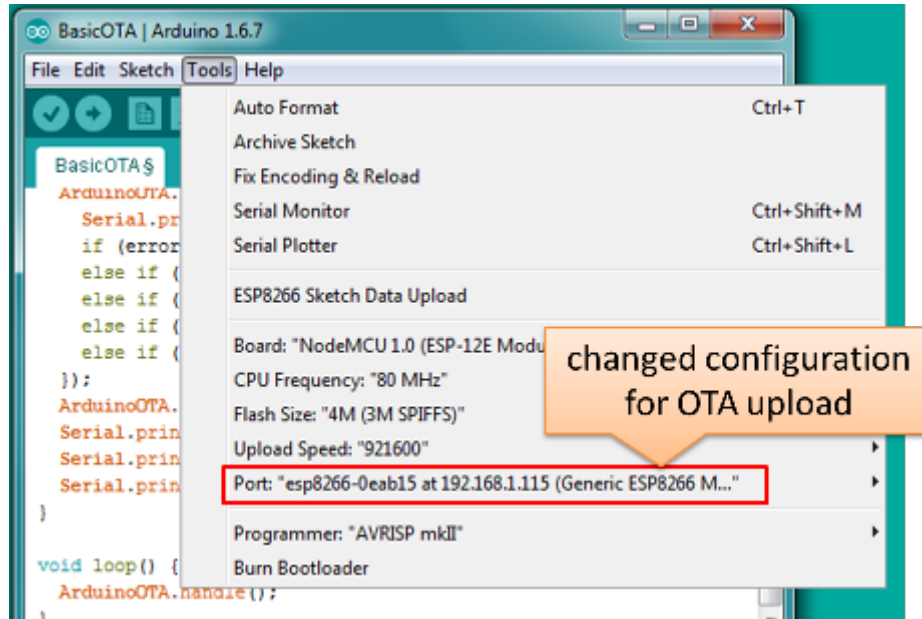 BasicOTA | Arduino 1.6.7
File Edit Sketch Tools Help
BasicOTA§
ArduinoOTA.
Serial.pr
if (error
else if (
else if (
else if (
else if (
});
ArduinoOTA.
Serial.prin
Serial.prin
Serial.prin
}
void loop() {
ArduinoOTA.handle();
Auto Format Ctrl+T
Archive Sketch
Fix Encoding & Reload
Serial Monitor Ctrl+Shift+M
Serial Plotter Ctrl+Shift+L
ESP8266 Sketch Data Upload
Board: "NodeMCU 1.0 (ESP-12E Modu
CPU Frequency: "80 MHz"
Flash Size: "4M (3M SPIFFS)"
Upload Speed: "921600"
Port: "esp8266-0eab15 at 192.168.1.115 (Generic ESP8266 M..."
Programmer: "AVRISP mkII"
Burn Bootloader
changed configuration
for OTA upload